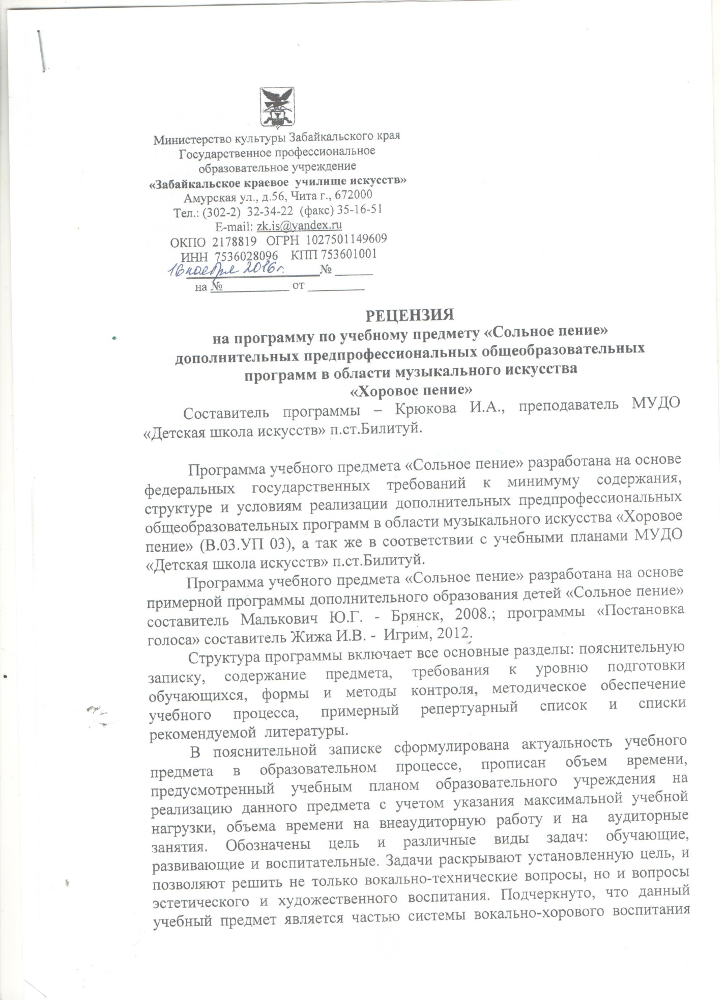 Министерство культуры Забайкальского края
Государственное профессиональное
образовательное учреждение
«Забайкальское краевое училище искусств»
Амурская ул., д.56, Чита г., 672000
Тел.: (302-2) 32-34-22 (факс) 35-16-51
E-mail: zk.is@yandex.ru
ОКПО 2178819 ОГРН 1027501149609
ИНН 7536028096 КПП 753601001
16 ноября 2016г. № ______
на № __________ от _________
РЕЦЕНЗИЯ
на программу по учебному предмету «Сольное пение»
дополнительных предпрофессиональных общеобразовательных
программ в области музыкального искусства
«Хоровое пение»
Составитель программы – Крюкова И.А., преподаватель МУДО
«Детская школа искусств» п.ст.Билитуй.
Программа учебного предмета «Сольное пение» разработана на основе
федеральных государственных требований к минимуму содержания,
структуре и условиям реализации дополнительных предпрофессиональных
общеобразовательных программ в области музыкального искусства «Хоровое
пение» (В.03.УП 03), а так же в соответствии с учебными планами МУДО
«Детская школа искусств» п.ст.Билитуй.
Программа учебного предмета «Сольное пение» разработана на основе
примерной программы дополнительного образования детей «Сольное пение»
составитель Малькович Ю.Г. - Брянск, 2008.; программы «Постановка
голоса» составитель Жижа И.В. - Игрим, 2012.
Структура программы включает все основные разделы: пояснительную
записку, содержание предмета, требования к уровню подготовки
обучающихся, формы и методы контроля, методическое обеспечение
учебного процесса, примерный репертуарный список и списки
рекомендуемой литературы.
В пояснительной записке сформулирована актуальность учебного
предмета в образовательном процессе, прописан объем времени,
предусмотренный учебным планом образовательного учреждения на
реализацию данного предмета с учетом указания максимальной учебной
нагрузки, объема времени на внеаудиторную работу и на аудиторные
занятия. Обозначены цель и различные виды задач: обучающие,
развивающие и воспитательные. Задачи раскрывают установленную цель, и
позволяют решить не только вокально-технические вопросы, но и вопросы
эстетического и художественного воспитания. Подчеркнуто, что данный
учебный предмет является частью системы вокально-хорового воспитания